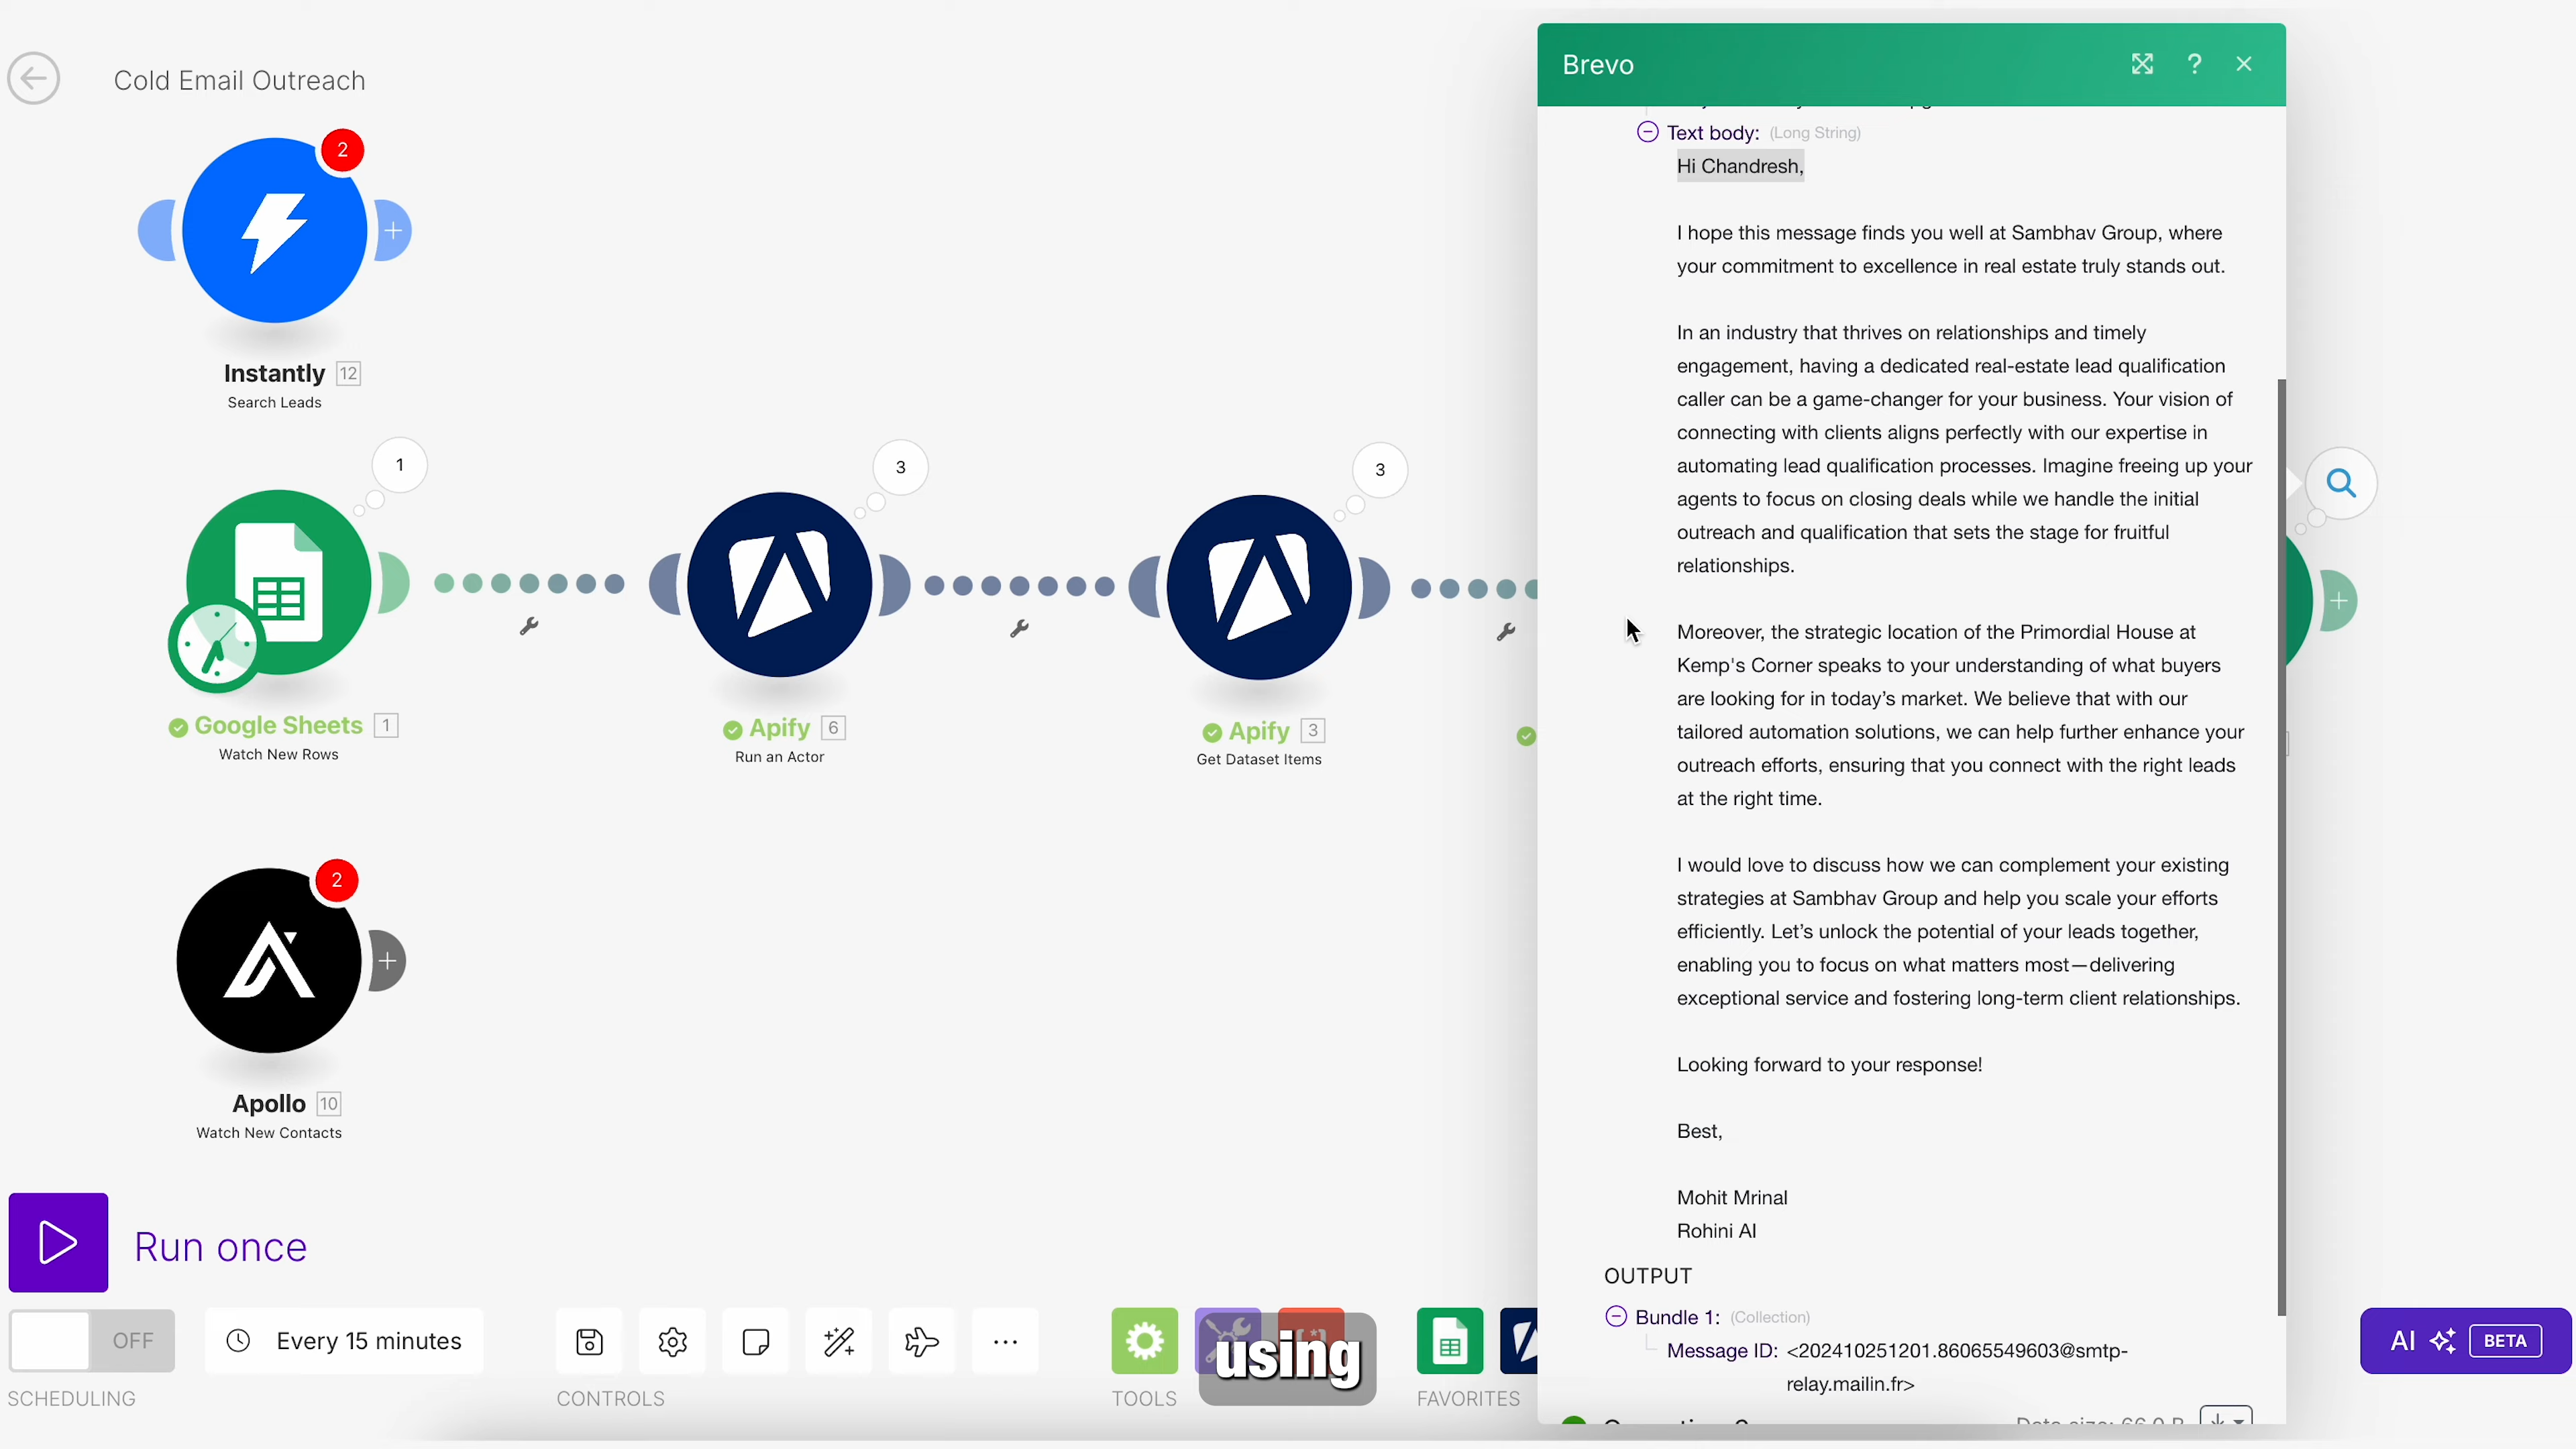 Cold Email Outreach
2
Instantly 12
Search Leads
1
3
3
Google Sheets 1
Watch New Rows
Apify 6
Run an Actor
Apify 3
Get Dataset Items
2
Apollo 10
Watch New Contacts
Run once
OFF
Every 15 minutes
SCHEDULING
CONTROLS
TOOLS
FAVORITES
using
Brevo
?
Text body: (Long String)
Hi Chandresh,
I hope this message finds you well at Sambhav Group, where
your commitment to excellence in real estate truly stands out.
In an industry that thrives on relationships and timely
engagement, having a dedicated real-estate lead qualification
caller can be a game-changer for your business. Your vision of
connecting with clients aligns perfectly with our expertise in
automating lead qualification processes. Imagine freeing up your
agents to focus on closing deals while we handle the initial
outreach and qualification that sets the stage for fruitful
relationships.
Moreover, the strategic location of the Primordial House at
Kemp's Corner speaks to your understanding of what buyers
are looking for in today’s market. We believe that with our
tailored automation solutions, we can help further enhance your
outreach efforts, ensuring that you connect with the right leads
at the right time.
I would love to discuss how we can complement your existing
strategies at Sambhav Group and help you scale your efforts
efficiently. Let’s unlock the potential of your leads together,
enabling you to focus on what matters most—delivering
exceptional service and fostering long-term client relationships.
Looking forward to your response!
Best,
Mohit Mrinal
Rohini AI
OUTPUT
Bundle 1: (Collection)
Message ID: <202410251201.86065549603@smtp-
relay.mailin.fr>
AI BETA